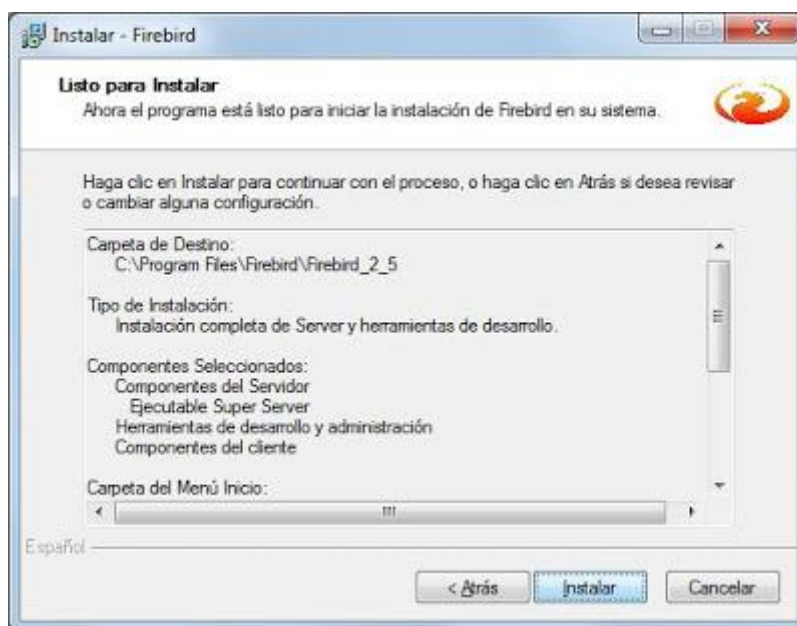 Instalar - Firebird
Listo para Instalar
Ahora el programa está listo para iniciar la instalación de Firebird en su sistema.
Haga clic en Instalar para continuar con el proceso, o haga clic en Atrás si desea revisar
o cambiar alguna configuración.
Carpeta de Destino:
C:\Program Files\Firebird\Firebird_2_5
Tipo de Instalación:
Instalación completa de Server y herramientas de desarrollo.
Componentes Seleccionados:
Componentes del Servidor
Ejecutable Super Server
Herramientas de desarrollo y administración
Componentes del cliente
Carpeta del Menú Inicio:
Español
< Atrás
Instalar
Cancelar